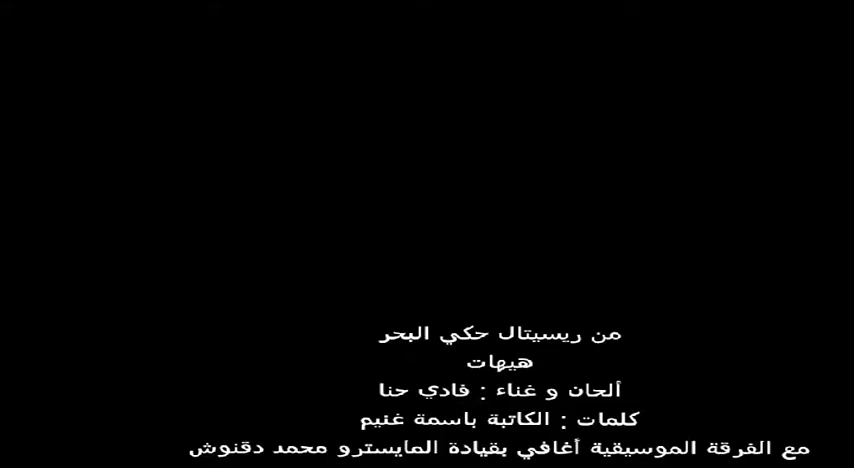 من ريسيتال حكي البحر
هيهات
ألحان و غناء : فادي حنا
كلمات : الكاتبة باسمة غنيم
مع الفرقة الموسيقية أغافي بقيادة المايسترو محمد دقنوش